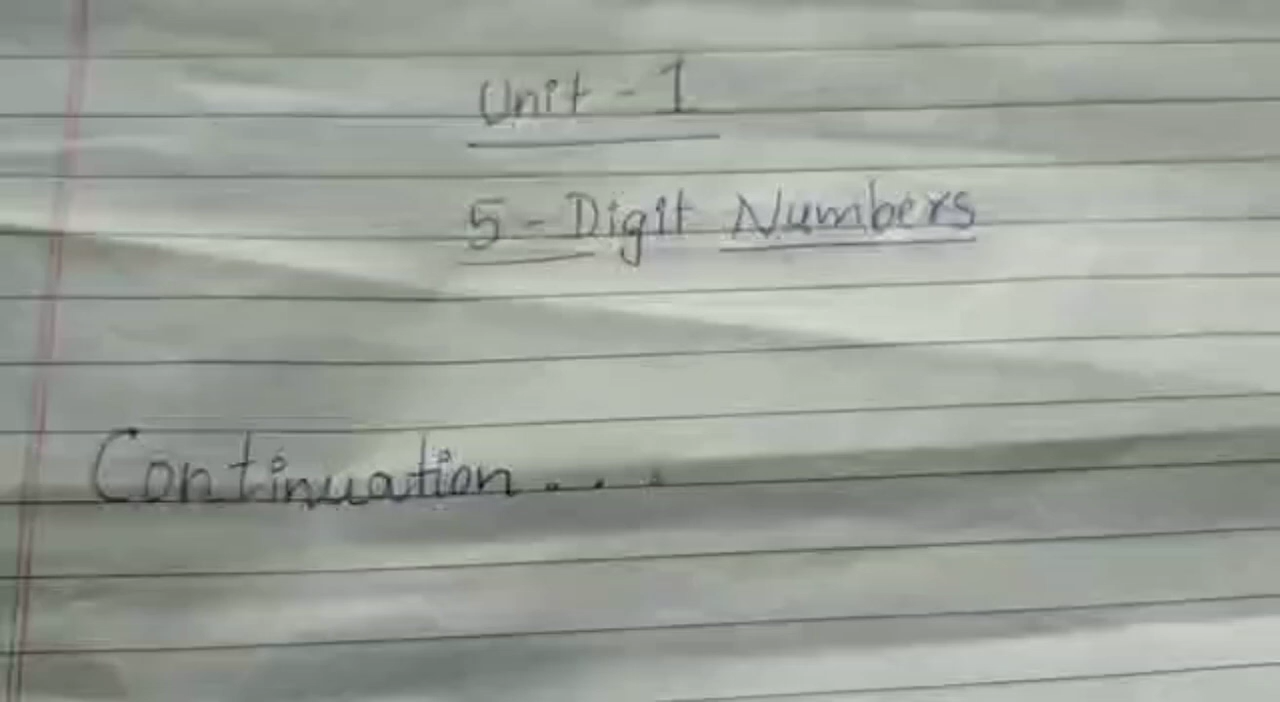 Unit - 1
5 - Digit Numbers
Continuation . . .